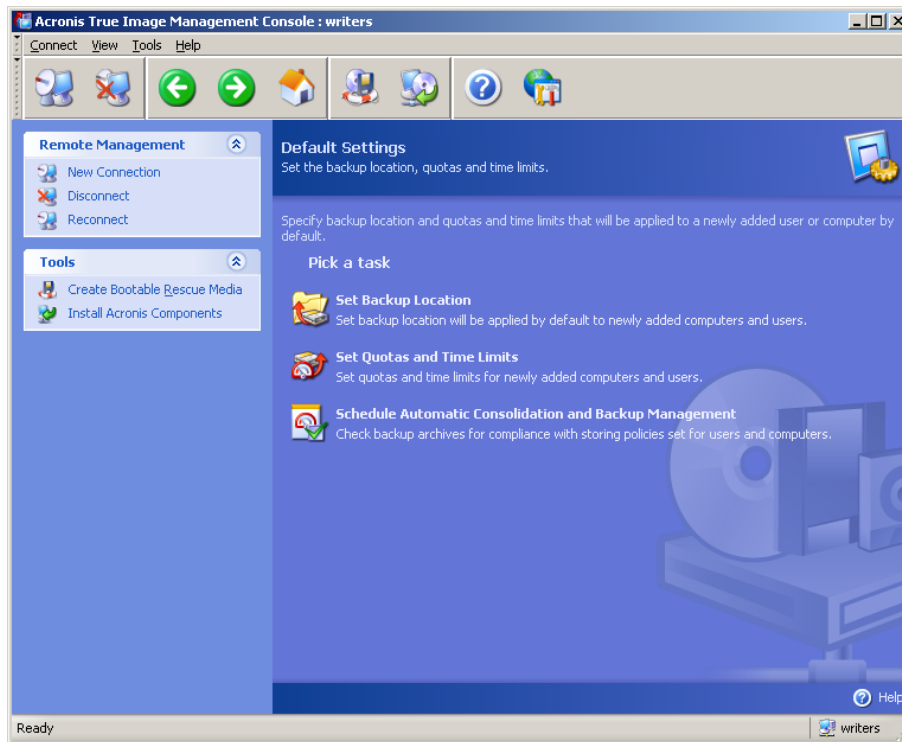 Acronis True Image Management Console : writers
Connect View Tools Help
Remote Management
New Connection
Disconnect
Reconnect
Tools
Create Bootable Rescue Media
Install Acronis Components
Default Settings
Set the backup location, quotas and time limits.
Specify backup location and quotas and time limits that will be applied to a newly added user or computer by
default.
Pick a task
Set Backup Location
Set backup location will be applied by default to newly added computers and users.
Set Quotas and Time Limits
Set quotas and time limits for newly added computers and users.
Schedule Automatic Consolidation and Backup Management
Check backup archives for compliance with storing policies set for users and computers.
Help
Ready
writers